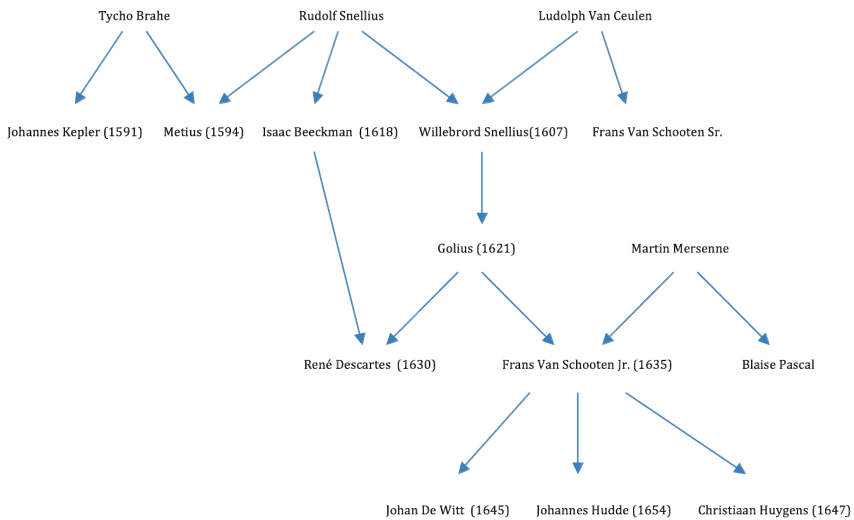 Tycho Brahe Rudolf Snellius Ludolph Van Ceulen
Johannes Kepler (1591) Metius (1594) Isaac Beeckman (1618) Willebrord Snellius(1607) Frans Van Schooten Sr.
Golius (1621) Martin Mersenne
René Descartes (1630) Frans Van Schooten Jr. (1635) Blaise Pascal
Johan De Witt (1645) Johannes Hudde (1654) Christiaan Huygens (1647)